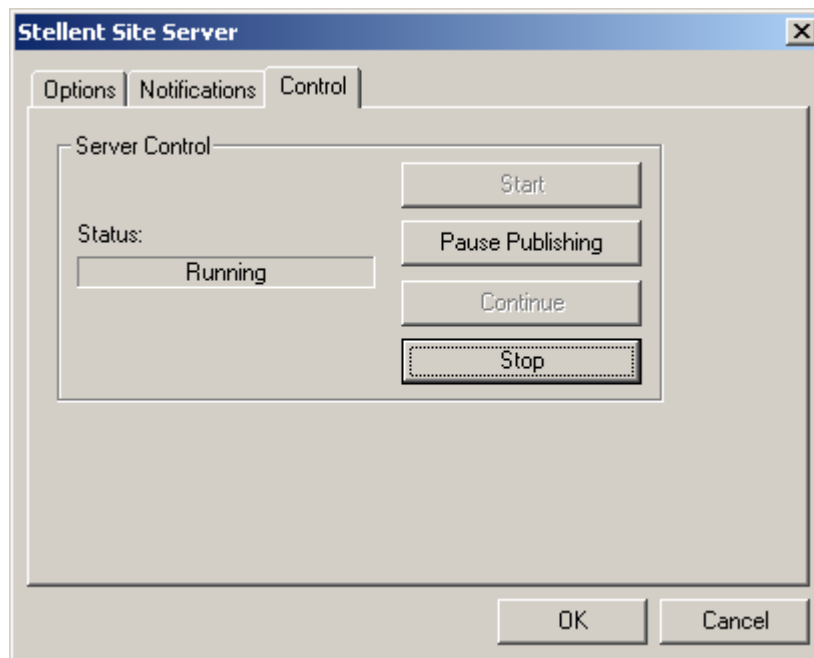 Stellent Site Server
Options Notifications Control
Server Control
Start
Status:
Pause Publishing
Running
Continue
Stop
OK Cancel